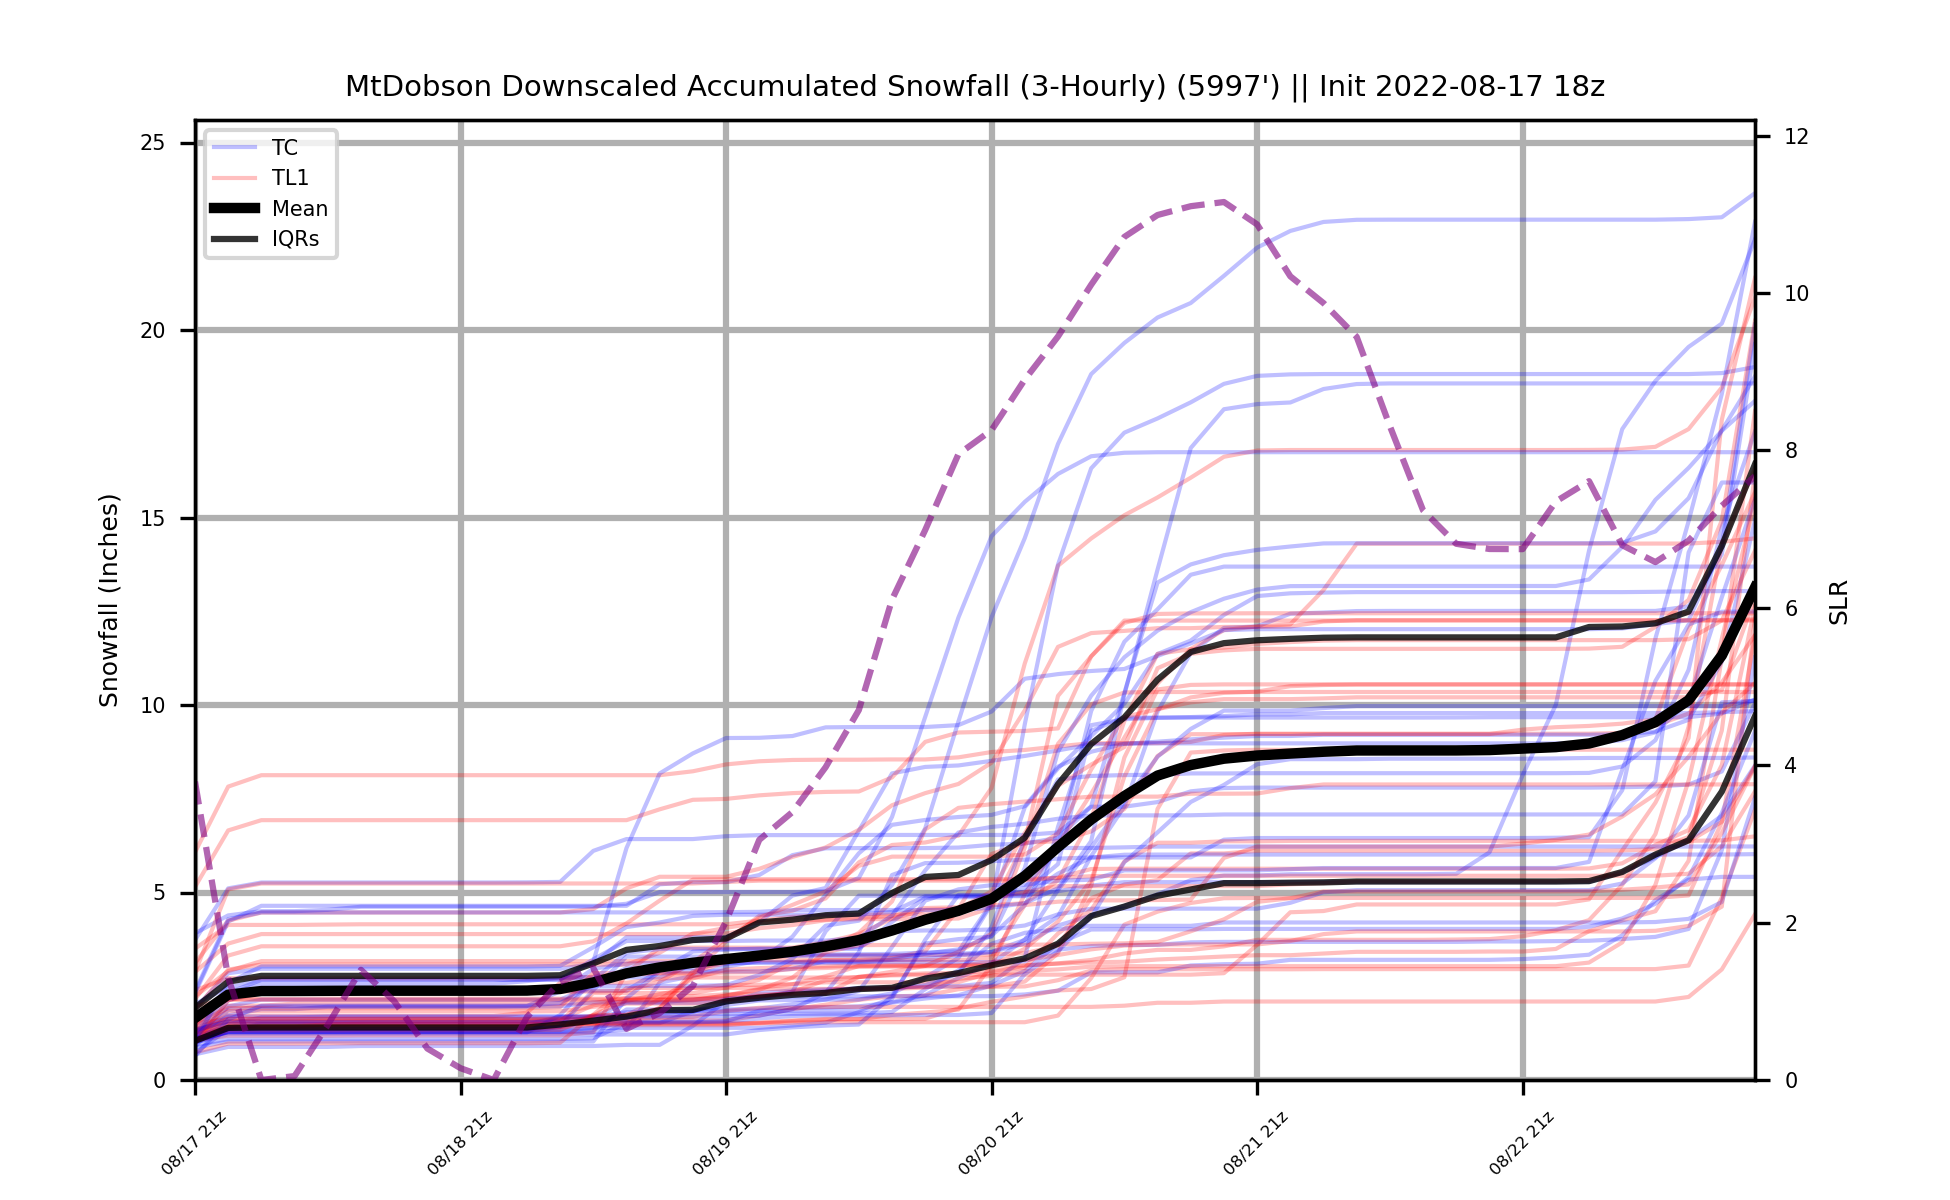 MtDobson Downscaled Accumulated Snowfall (3-Hourly) (5997') || Init 2022-08-17 18z
TC
TL1
Mean
IQRs
25
20
15
10
5
0
Snowfall (Inches)
12
10
8
6
4
2
0
SLR
08/17 21z
08/18 21z
08/19 21z
08/20 21z
08/21 21z
08/22 21z